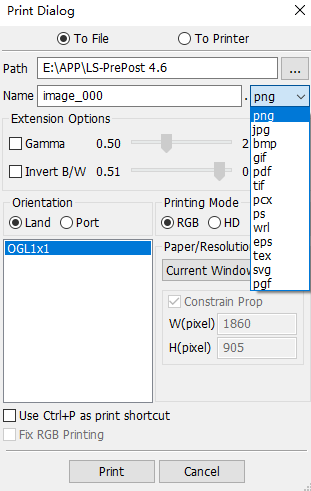 Print Dialog
To File To Printer
Path E:\APP\LS-PrePost 4.6 ...
Name image_000 . png
Extension Options
Gamma 0.50 2
Invert B/W 0.51 0
png
jpg
bmp
gif
pdf
tif
pcx
ps
wrl
eps
tex
svg
pgf
Orientation
Land Port
Printing Mode
RGB HD
OGL1x1
Paper/Resolution
Current Window
Constrain Prop
W(pixel) 1860
H(pixel) 905
Use Ctrl+P as print shortcut
Fix RGB Printing
Print Cancel